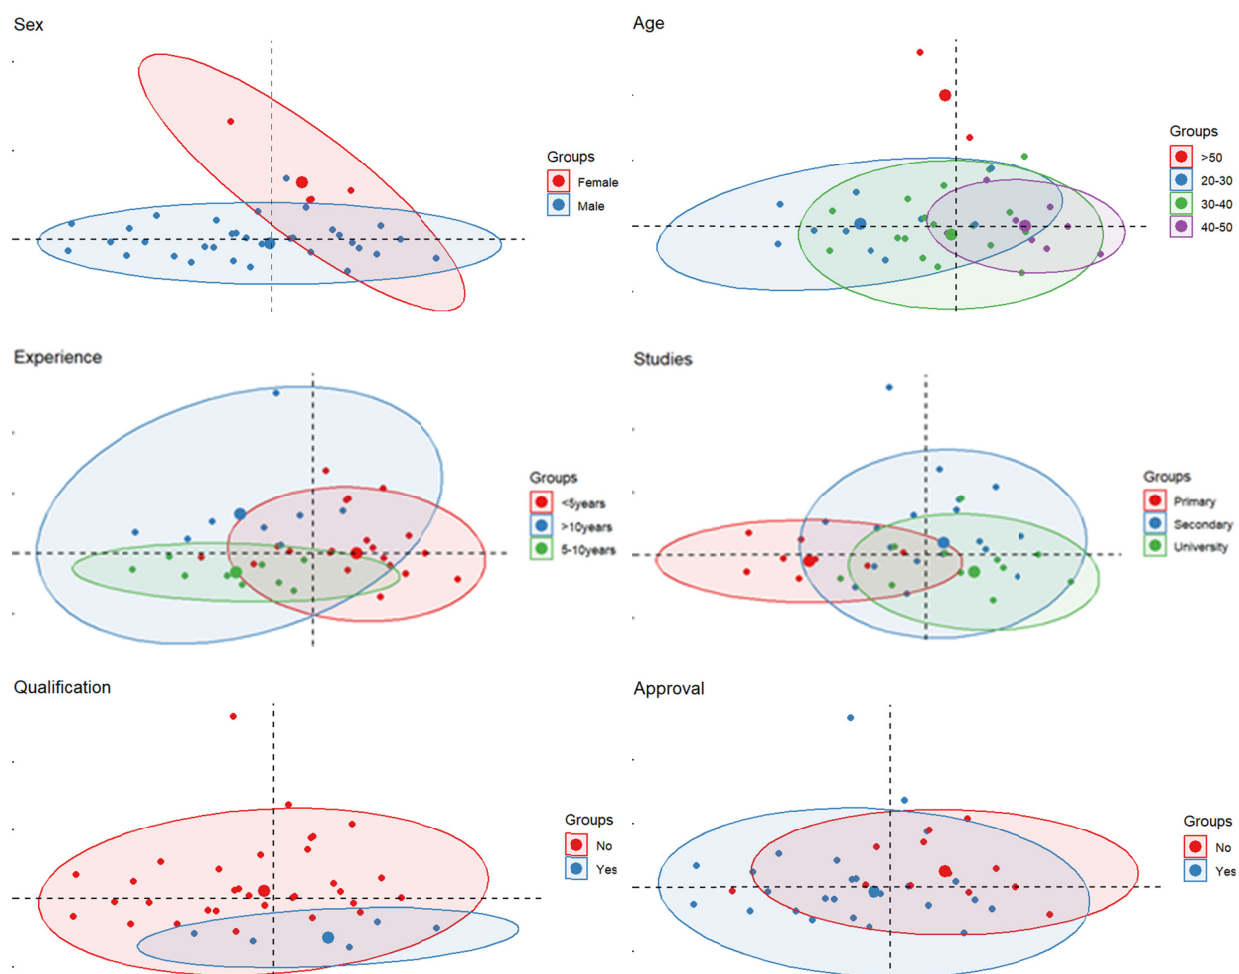 Sex
Groups
Female
Male
Age
Groups
>50
20-30
30-40
40-50
Experience
Groups
<5years
>10years
5-10years
Studies
Groups
Primary
Secondary
University
Qualification
Groups
No
Yes
Approval
Groups
No
Yes